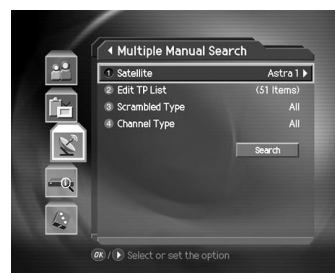 Multiple Manual Search
1 Satellite Astra 1
2 Edit TP List (51 Items)
3 Scrambled Type All
4 Channel Type All
Search
OK / Select or set the option